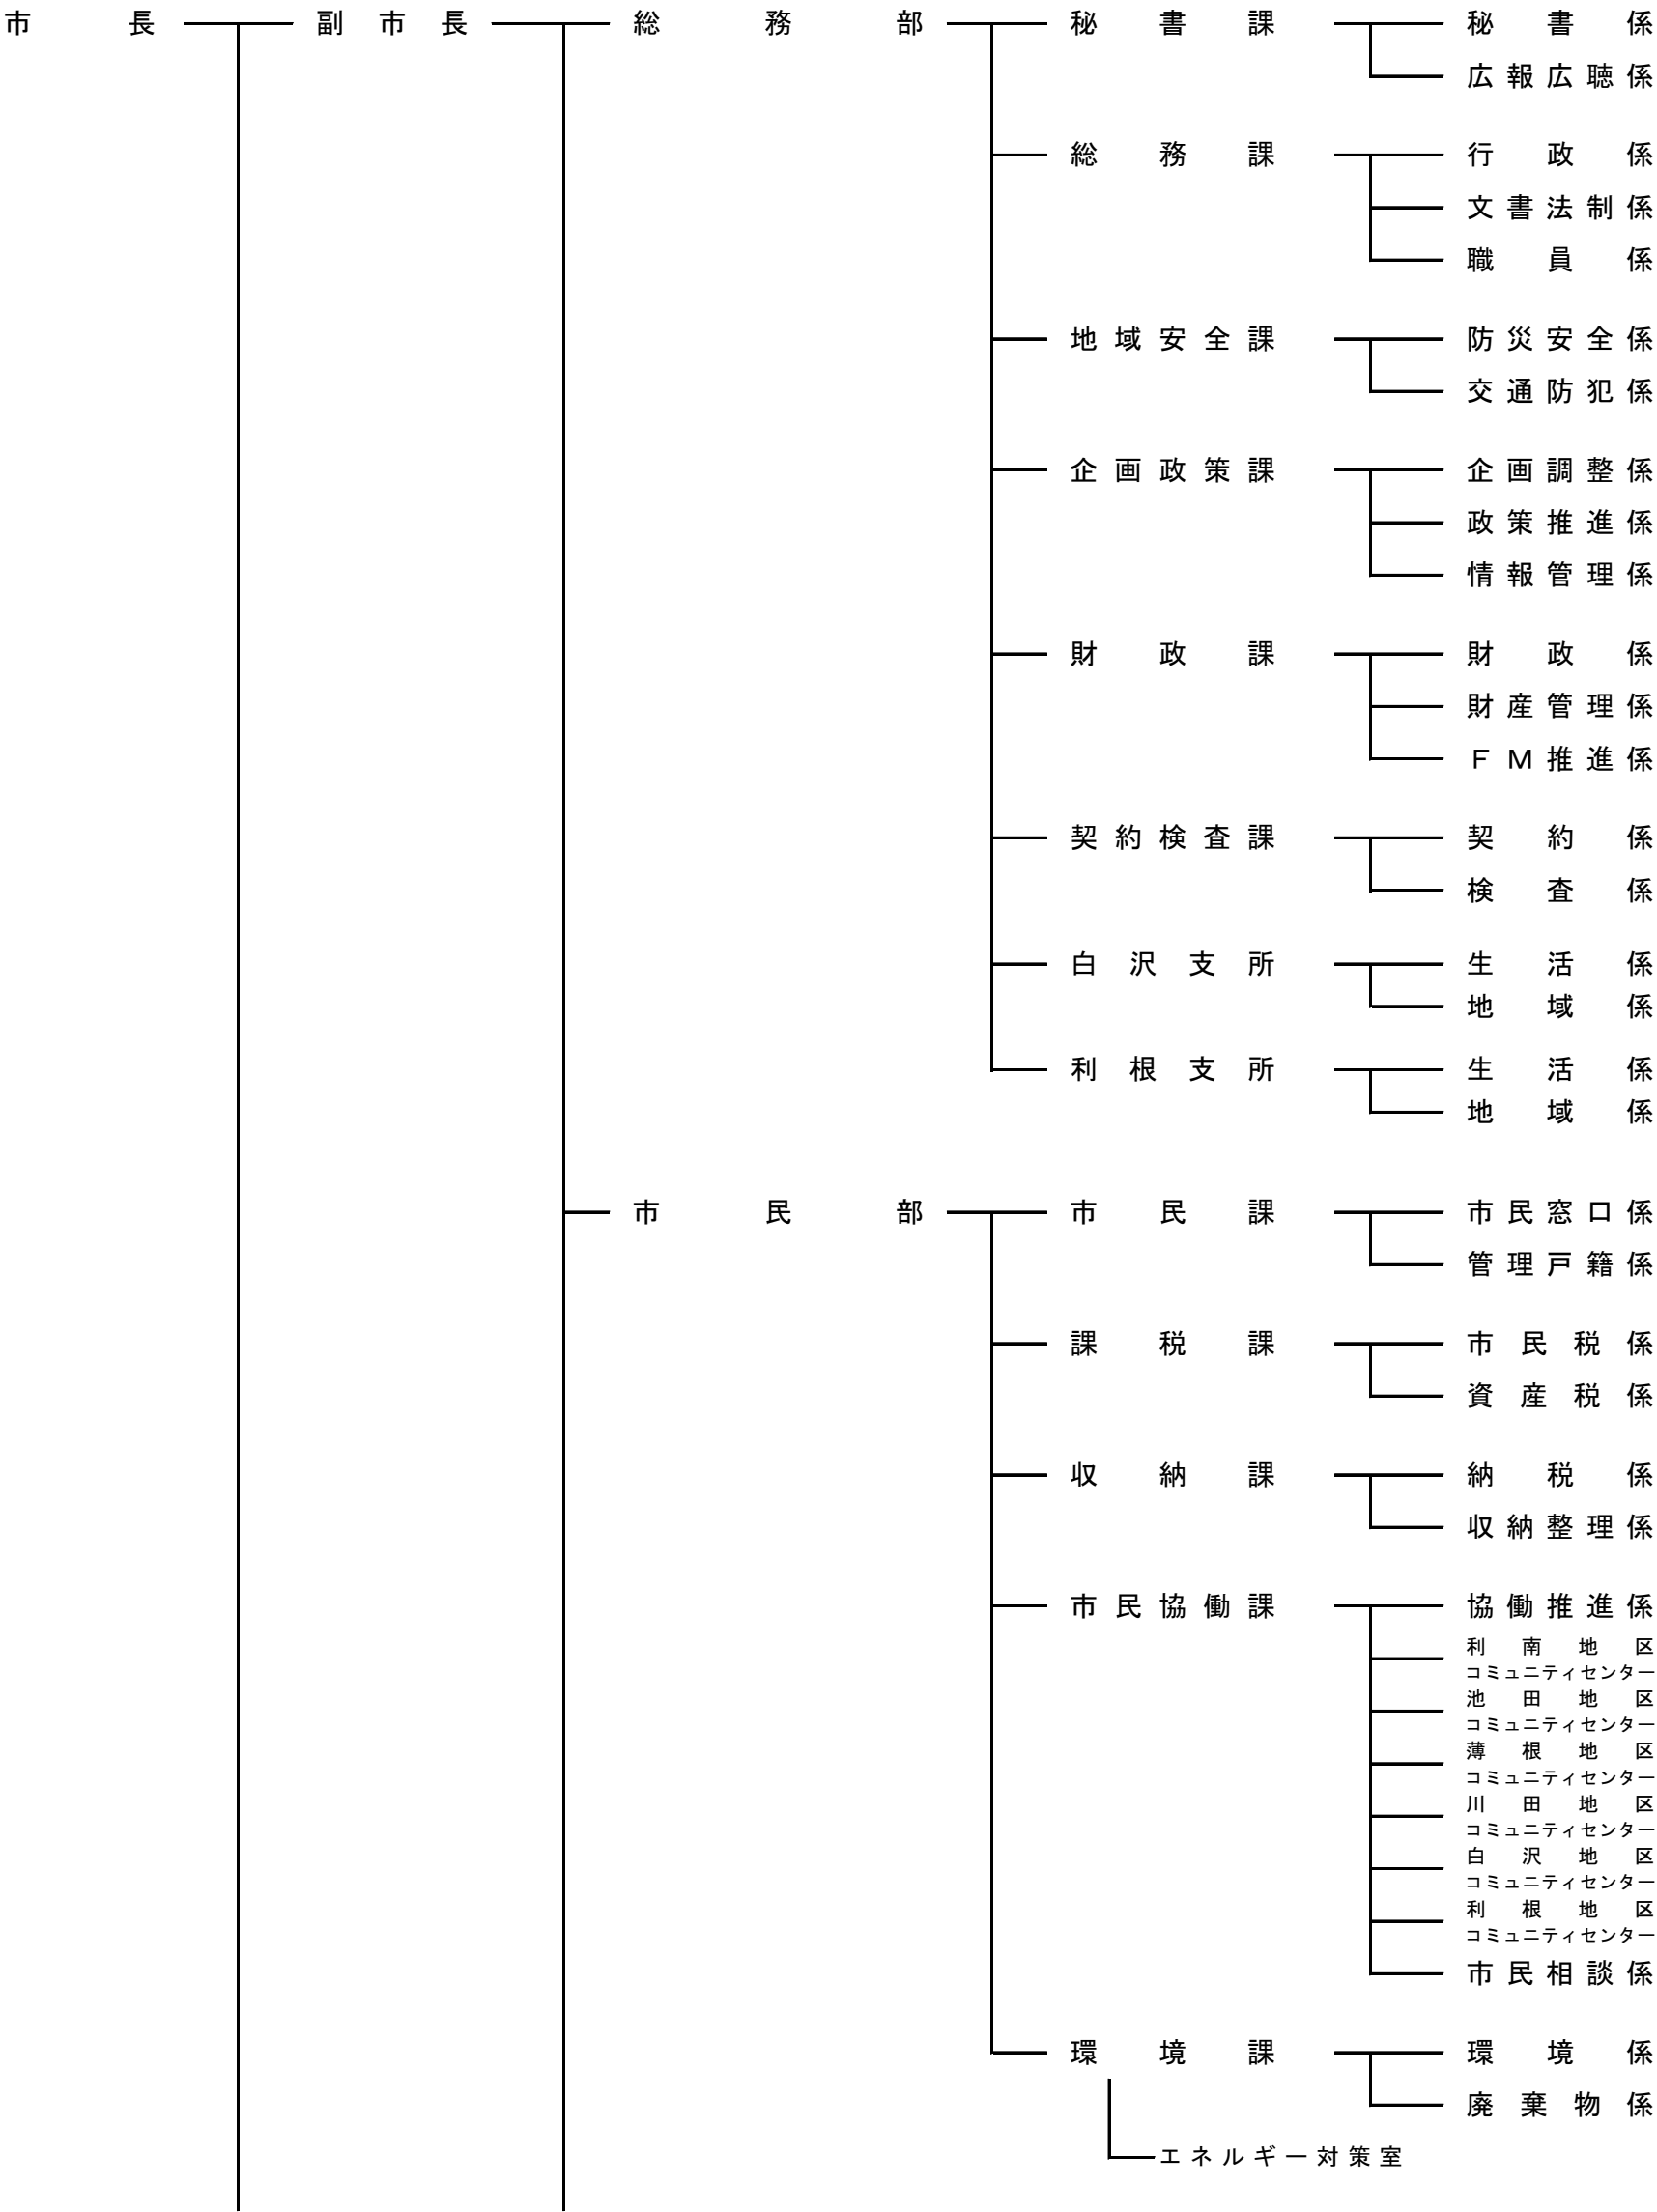 市長 副市長 総務部 秘書課 秘書係
広報広聴係
総務課 行政係
文書法制係
職員係
地域安全課 防災安全係
交通防犯係
企画政策課 企画調整係
政策推進係
情報管理係
財政課 財政係
財産管理係
ＦＭ推進係
契約検査課 契約係
検査係
白沢支所 生活係
地域係
利根支所 生活係
地域係
市民部 市民課 市民窓口係
管理戸籍係
課税課 市民税係
資産税係
収納課 納税係
収納整理係
市民協働課 協働推進係
利南地区
コミュニティセンター
池田地区
コミュニティセンター
薄根地区
コミュニティセンター
川田地区
コミュニティセンター
白沢地区
コミュニティセンター
利根地区
コミュニティセンター
市民相談係
環境課 環境係
廃棄物係
エネルギー対策室